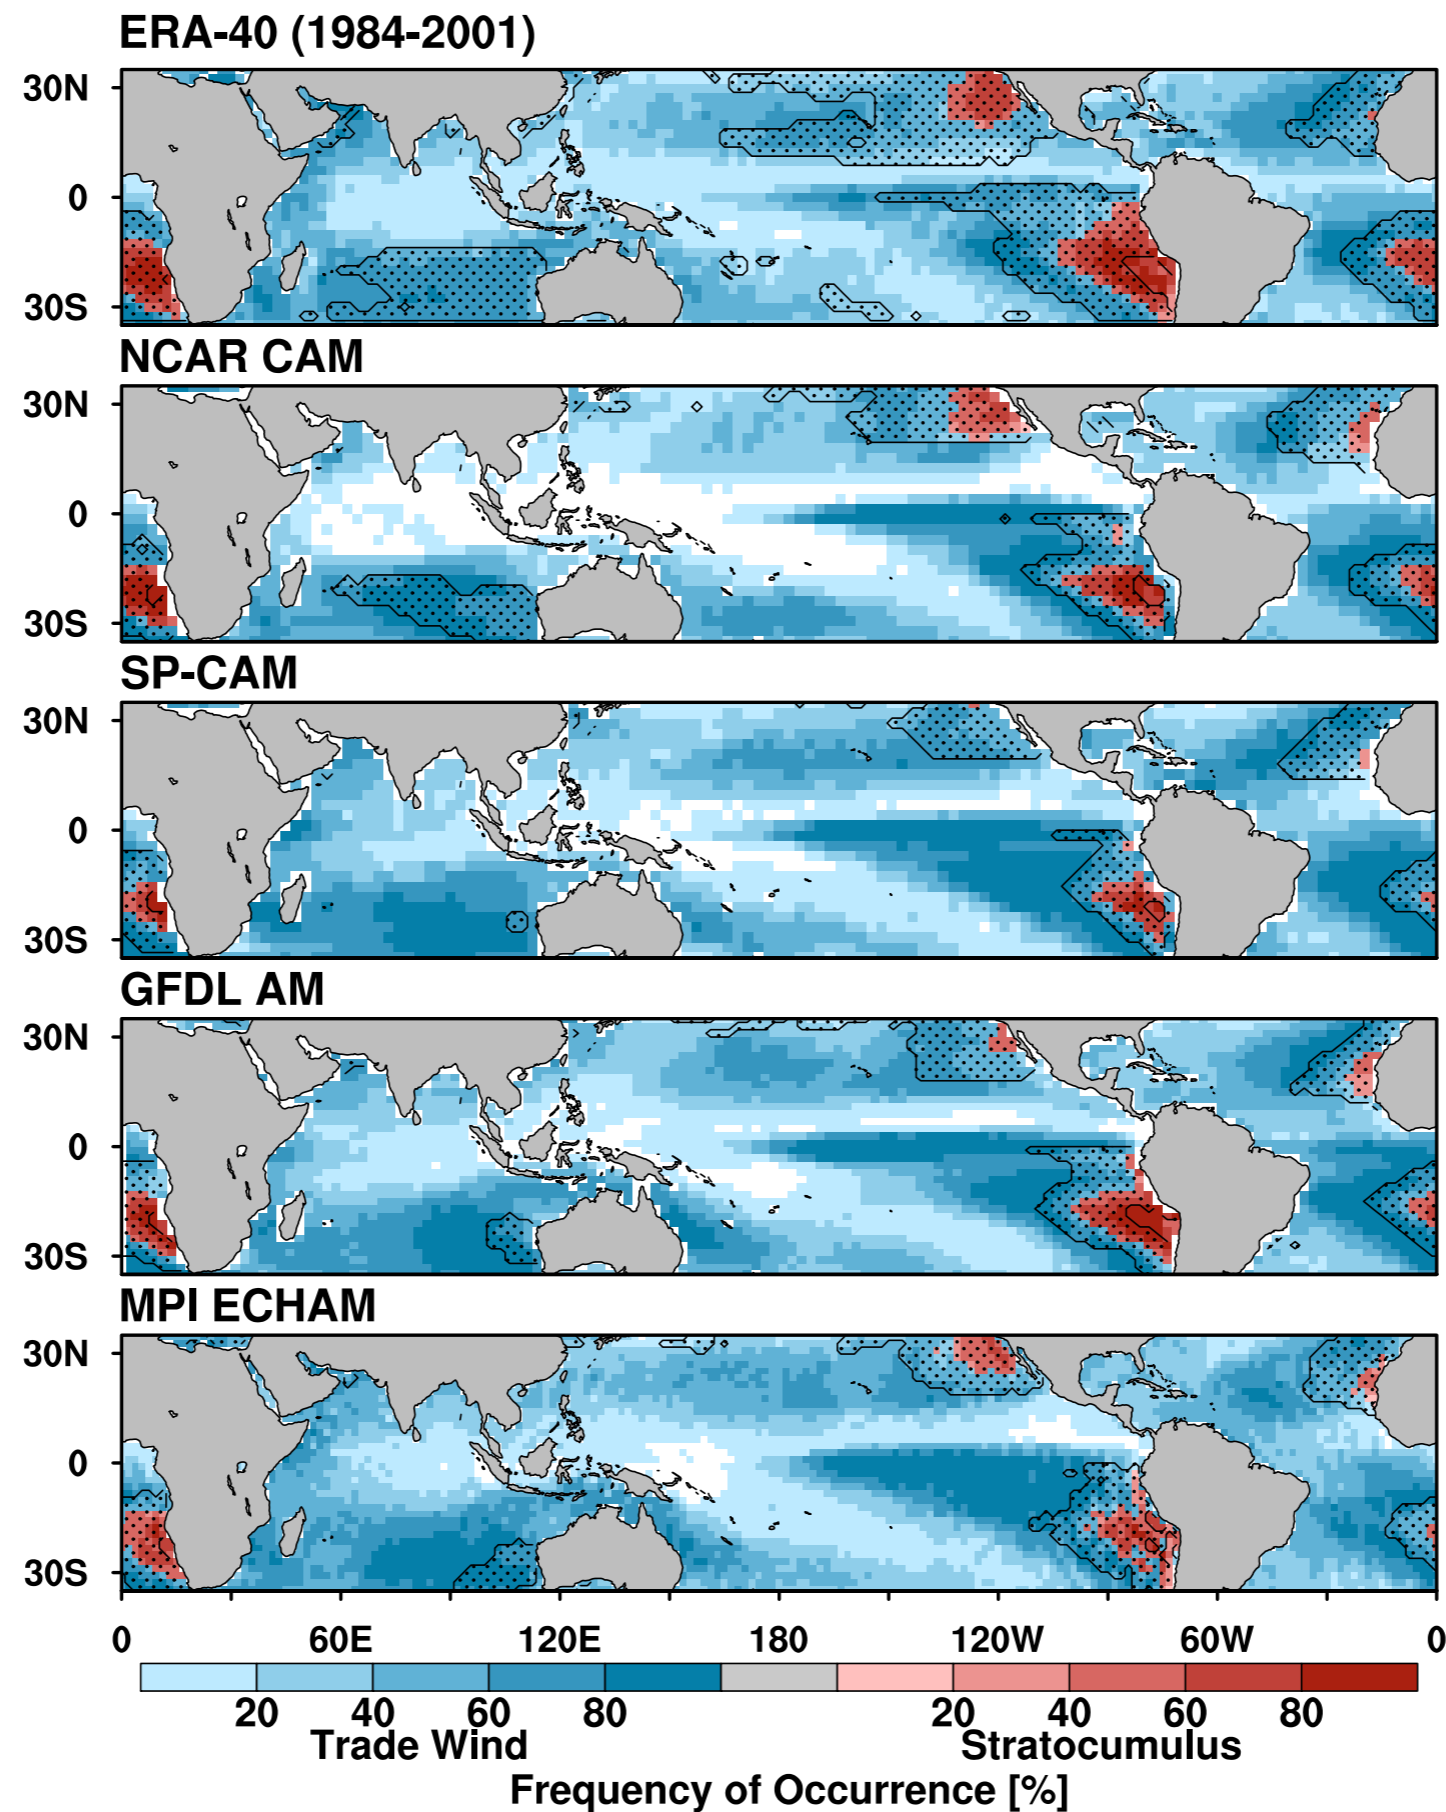 ERA-40 (1984-2001)
30N
0
30S
NCAR CAM
30N
0
30S
SP-CAM
30N
0
30S
GFDL AM
30N
0
30S
MPI ECHAM
30N
0
30S
0 60E 120E 180 120W 60W 0
20 40 60 80 20 40 60 80
Trade Wind Stratocumulus
Frequency of Occurrence [%]